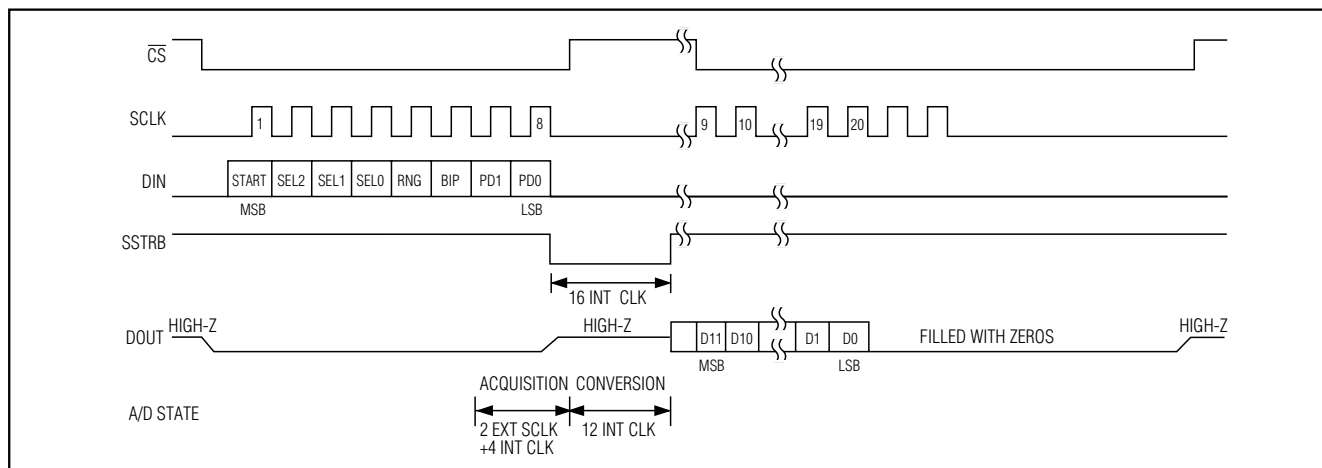 CS
SCLK
1 8 9 10 19 20
DIN
START SEL2 SEL1 SEL0 RNG BIP PD1 PD0
MSB LSB
SSTRB
16 INT CLK
HIGH-Z HIGH-Z HIGH-Z
DOUT
D11 D10 D1 D0 FILLED WITH ZEROS
MSB LSB
ACQUISITION CONVERSION
A/D STATE
2 EXT SCLK 12 INT CLK
+4 INT CLK